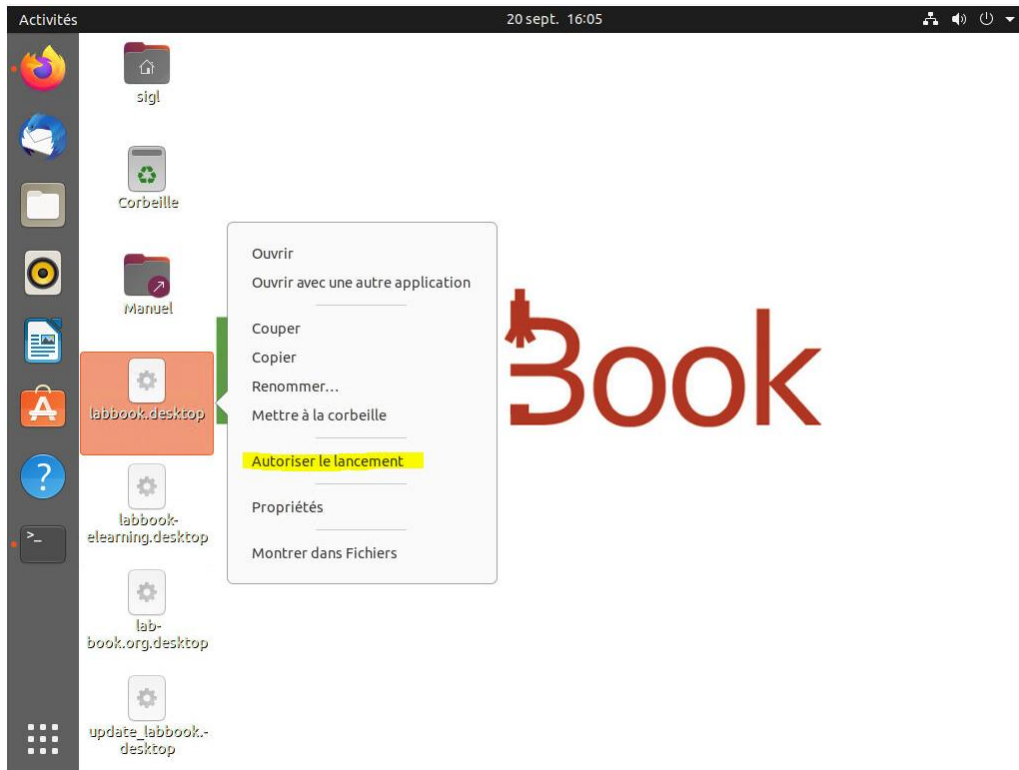 Activités
20 sept. 16:05
sigl
Corbeille
Manuel
labbook.desktop
labbook-
elearning.desktop
lab-
book.org.desktop
update_labbook.-
desktop
Ouvrir
Ouvrir avec une autre application
Couper
Copier
Renommer...
Mettre à la corbeille
Autoriser le lancement
Propriétés
Montrer dans Fichiers
Book